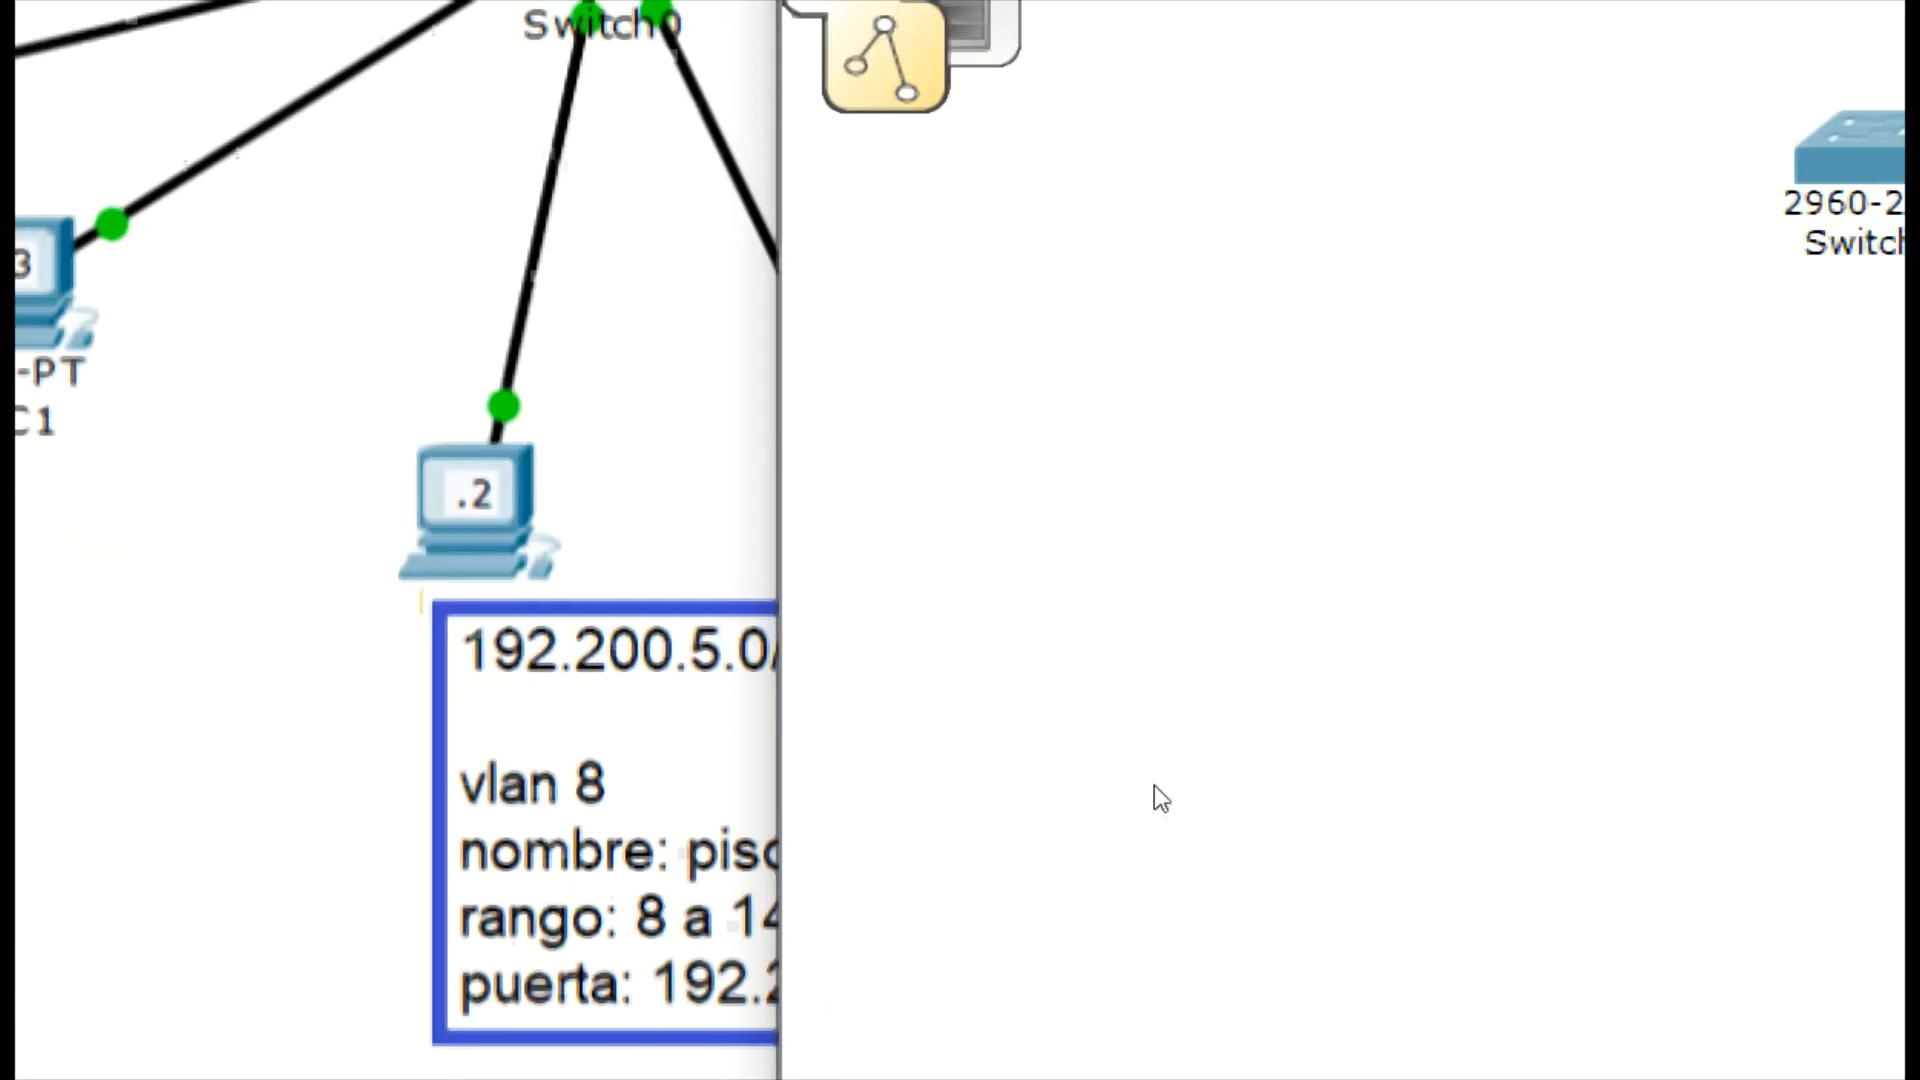 Switch0
3
-PT
C1
.2
192.200.5.0/
vlan 8
nombre: piso
rango: 8 a 14
puerta: 192.2
2960-2
Switch